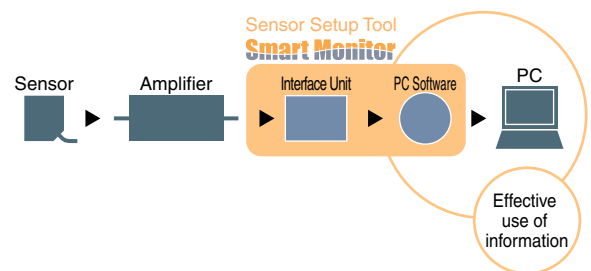 Sensor Setup Tool
Smart Monitor
Sensor
Amplifier
Interface Unit
PC Software
PC
Effective
use of
information